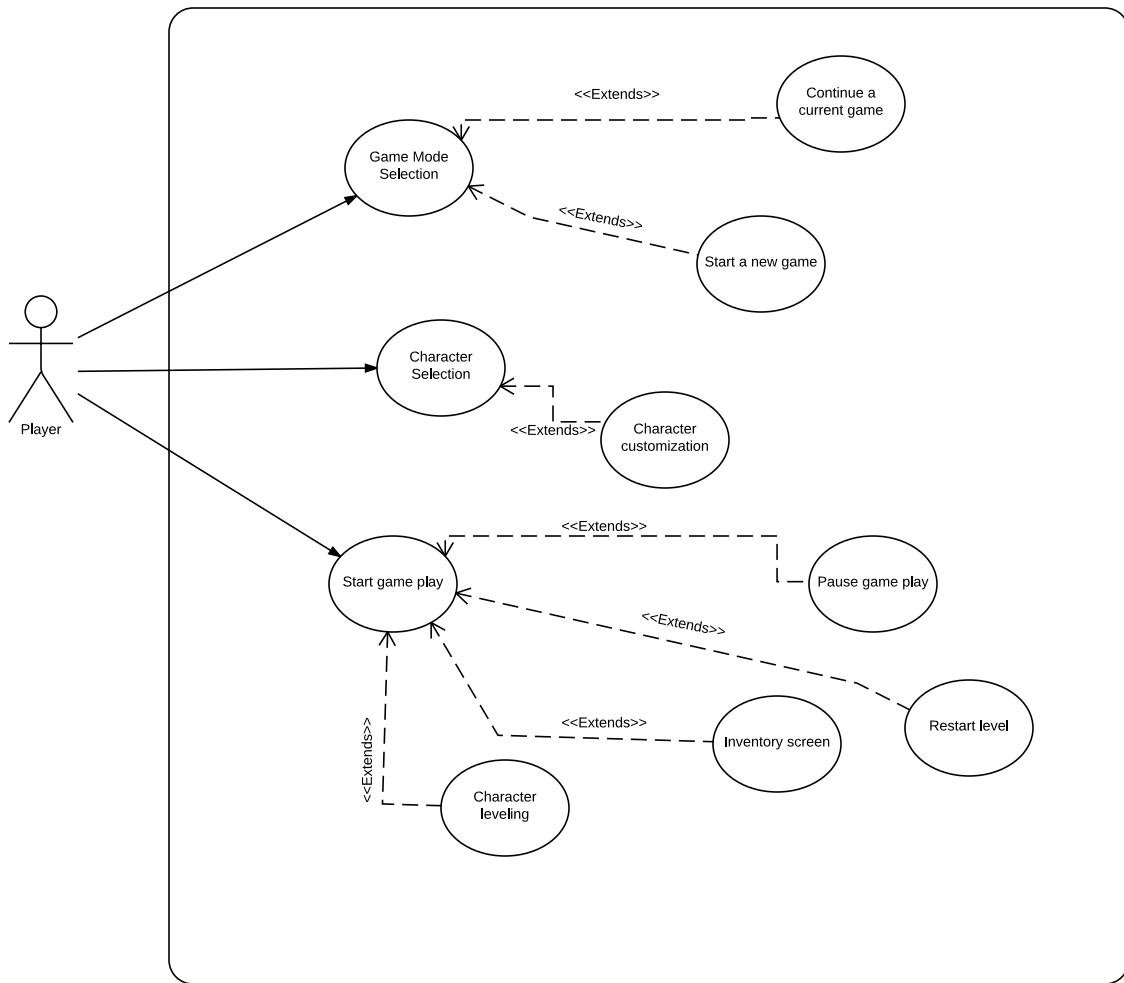 <<Extends>>
Continue a
current game
Game Mode
Selection
<<Extends>>
Start a new game
Player
Character
Selection
<<Extends>>
Character
customization
<<Extends>>
Start game play
Pause game play
<<Extends>>
Restart level
<<Extends>>
Inventory screen
<<Extends>>
Character
leveling